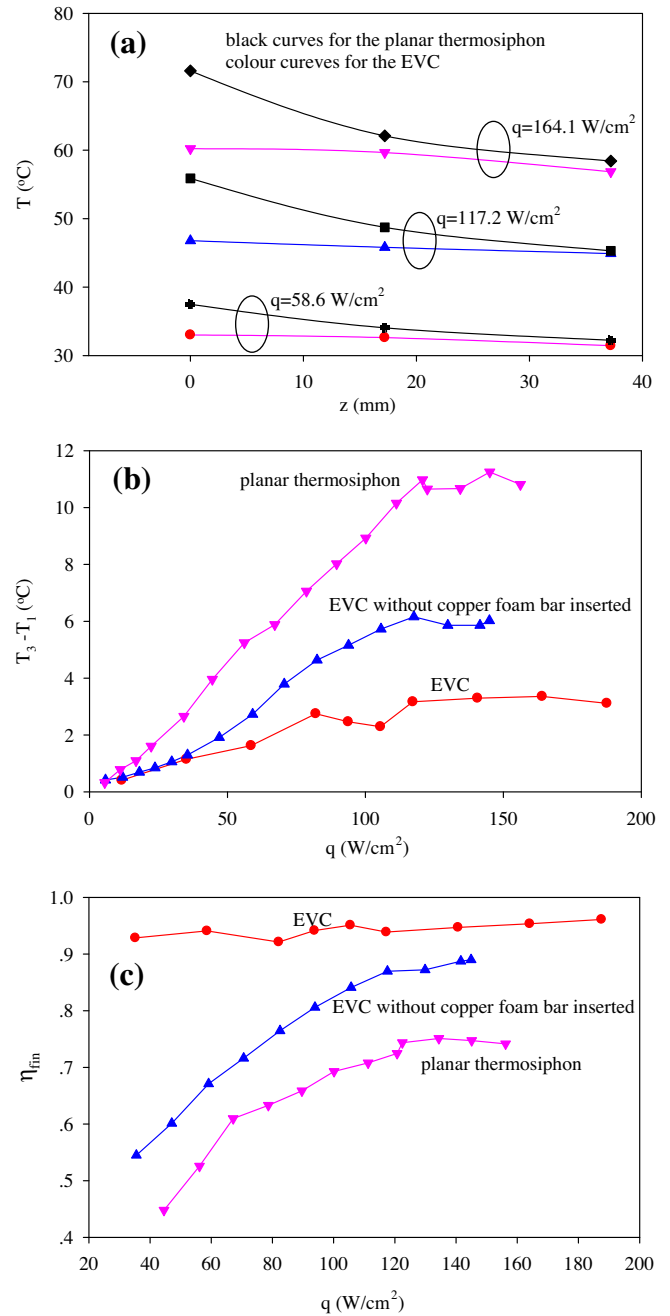 80
(a)
black curves for the planar thermosiphon
colour cureves for the EVC
70
q=164.1 W/cm²
60
T (°C)
50
q=117.2 W/cm²
40
q=58.6 W/cm²
30
0 10 20 30 40
z (mm)
12
(b)
planar thermosiphon
10
8
EVC without copper foam bar inserted
6
T₃ -T₁ (°C)
EVC
4
2
0
0 50 100 150 200
q (W/cm²)
1.0
EVC
.9
(c)
EVC without copper foam bar inserted
.8
planar thermosiphon
.7
ηfin
.6
.5
.4
20 40 60 80 100 120 140 160 180 200
q (W/cm²)